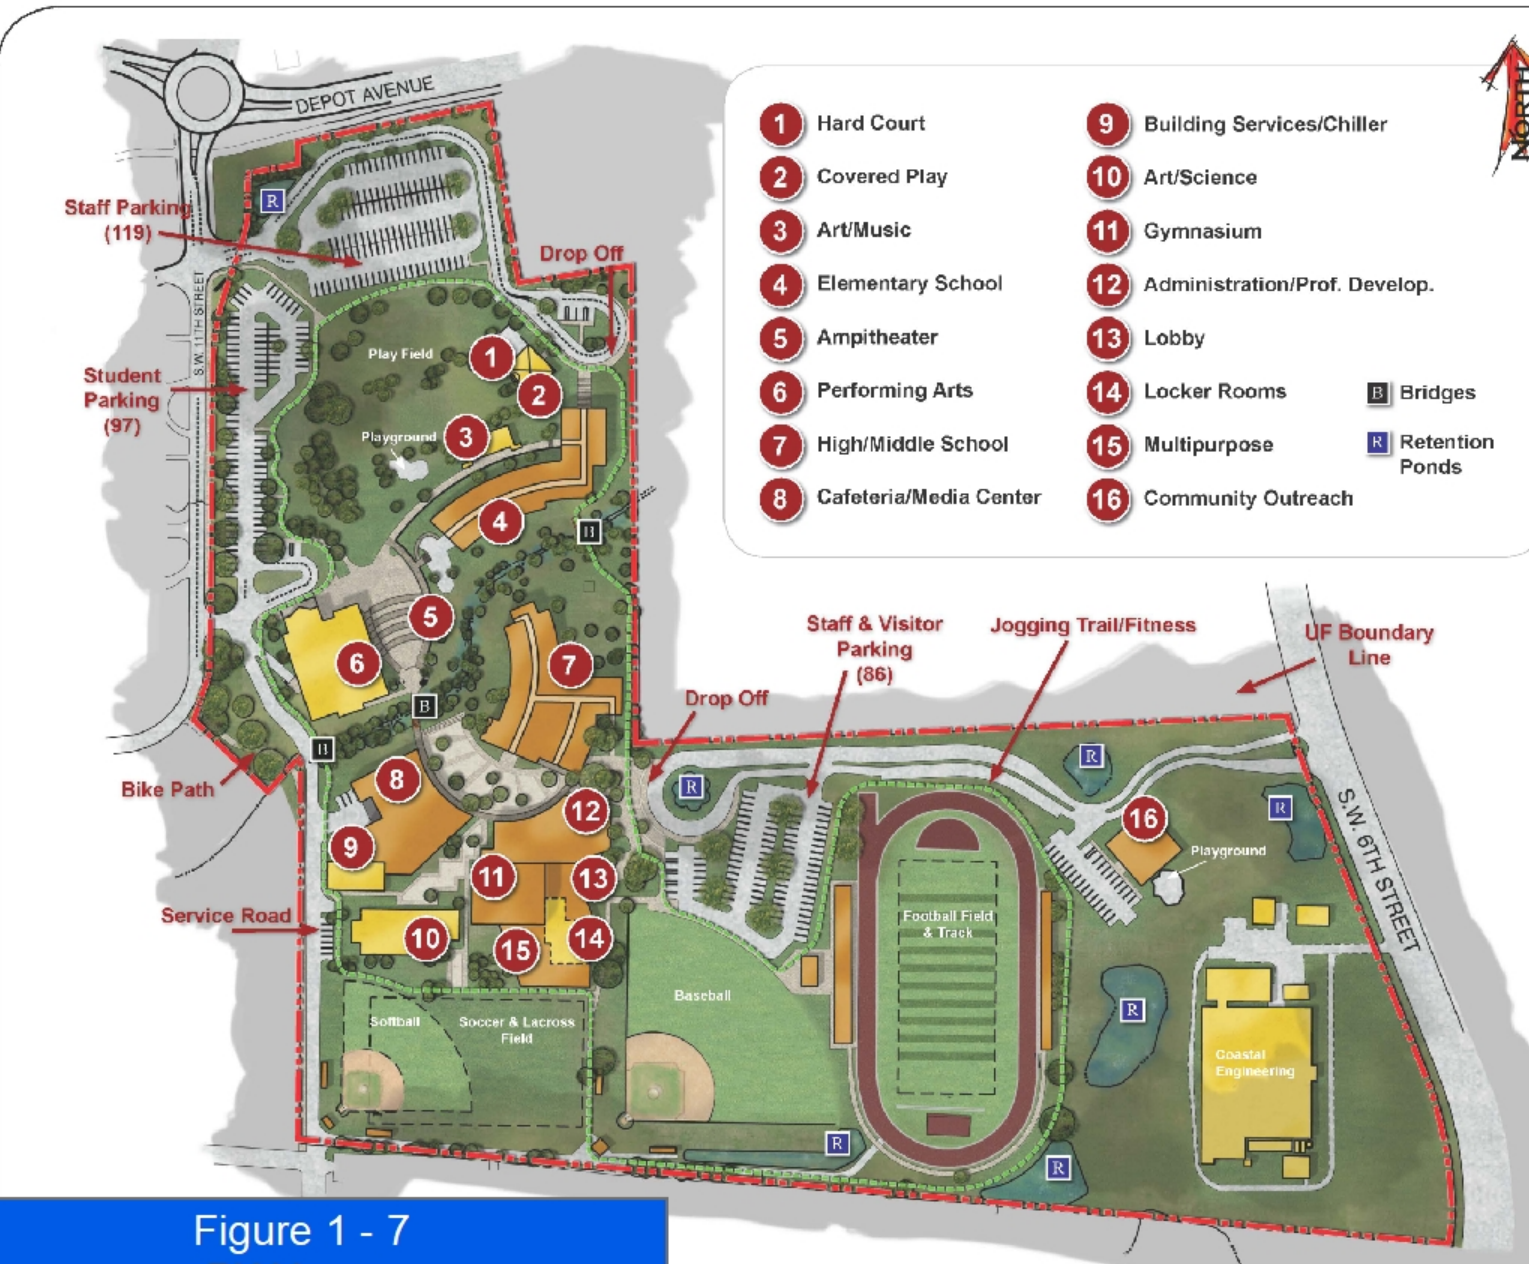 DEPOT AVENUE
NORTH
1 Hard Court
2 Covered Play
3 Art/Music
4 Elementary School
5 Ampitheater
6 Performing Arts
7 High/Middle School
8 Cafeteria/Media Center
9 Building Services/Chiller
10 Art/Science
11 Gymnasium
12 Administration/Prof. Develop.
13 Lobby
14 Locker Rooms
15 Multipurpose
16 Community Outreach
B Bridges
R Retention
Ponds
R
Staff Parking
(119)
Drop Off
S.W. 11TH STREET
Play Field
1
2
Student
Parking
(97)
Playground
3
4
B
5
6
7
B
B
Staff & Visitor
Parking
(86)
Jogging Trail/Fitness
UF Boundary
Line
Drop Off
Bike Path
8
R
R
R
12
16
Playground
S.W. 6TH STREET
9
11
13
Service Road
10
15
14
Football Field
& Track
Baseball
Softball
Soccer & Lacross
Field
R
Coastal
Engineering
R
R
Figure 1 - 7